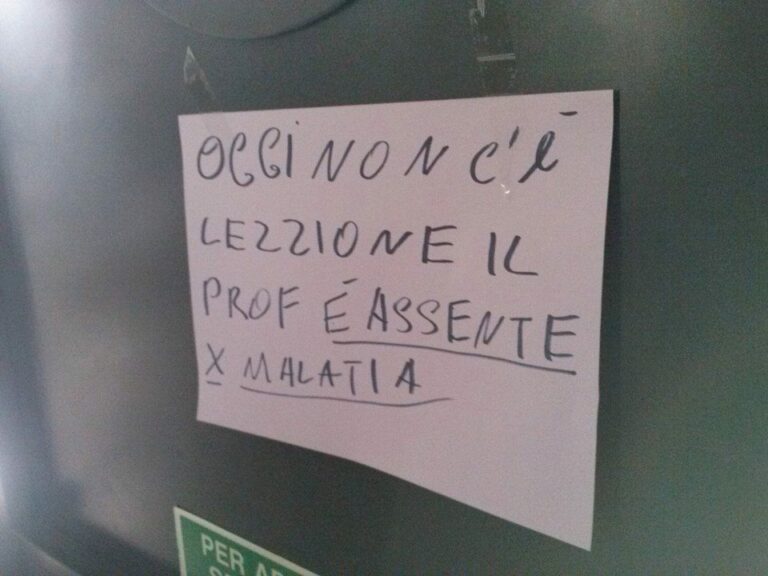 OGGI NON C'È
LEZZIONE IL
PROF È ASSENTE
X MALATIA
PER